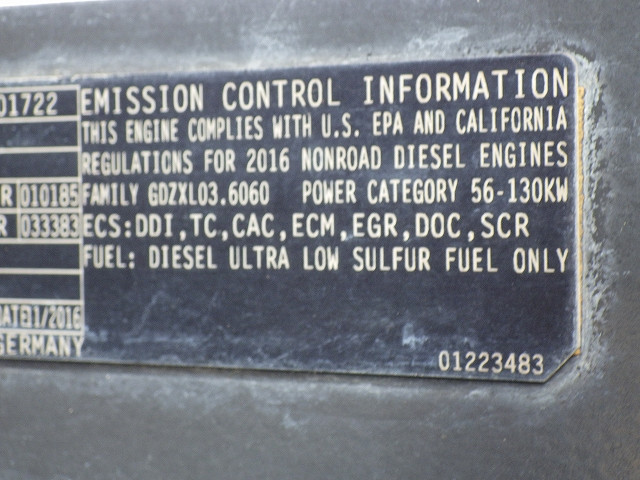 01722
EMISSION CONTROL INFORMATION
THIS ENGINE COMPLIES WITH U.S. EPA AND CALIFORNIA
REGULATIONS FOR 2016 NONROAD DIESEL ENGINES
R 010185 FAMILY GDZXL03.6060 POWER CATEGORY 56-130KW
R 033383 ECS:DDI,TC,CAC,ECM,EGR,DOC,SCR
FUEL: DIESEL ULTRA LOW SULFUR FUEL ONLY
1/2016
GERMANY
01223483